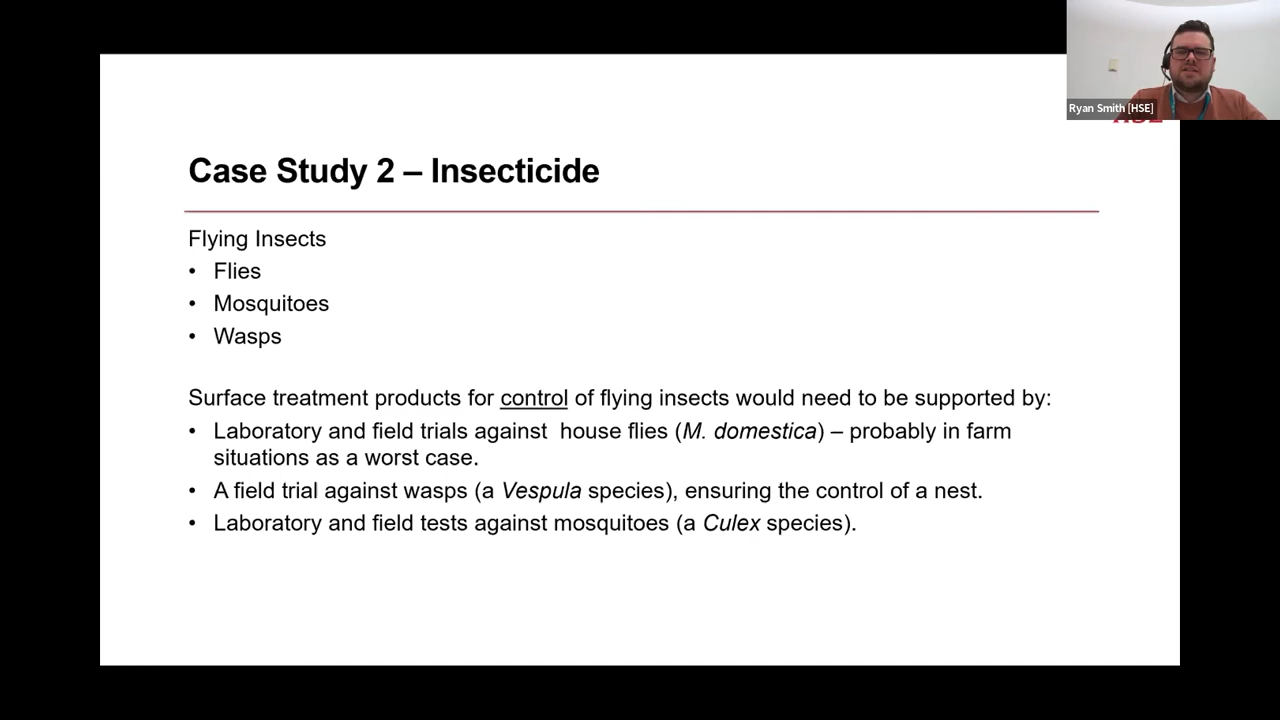 Ryan Smith [HSE]
Case Study 2 – Insecticide
Flying Insects
• Flies
• Mosquitoes
• Wasps
Surface treatment products for control of flying insects would need to be supported by:
• Laboratory and field trials against  house flies (M. domestica) – probably in farm
situations as a worst case.
• A field trial against wasps (a Vespula species), ensuring the control of a nest.
• Laboratory and field tests against mosquitoes (a Culex species).